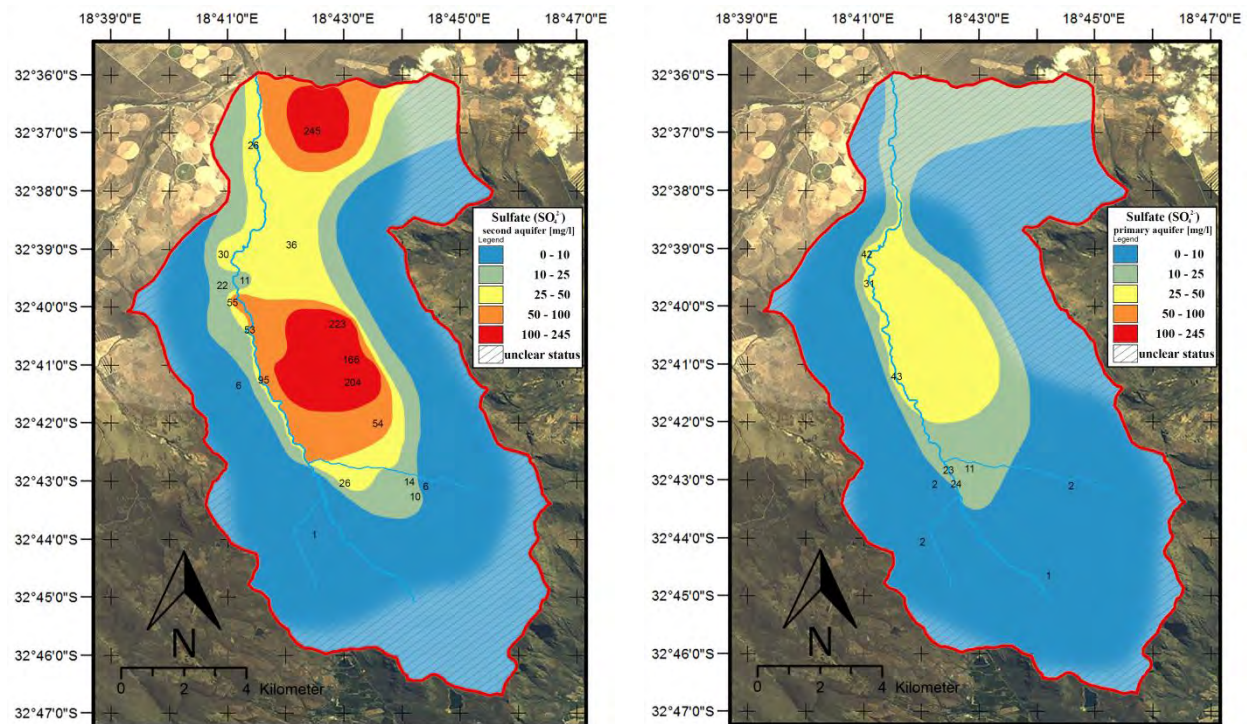 18°39'0"E 18°41'0"E 18°43'0"E 18°45'0"E 18°47'0"E
32°36'0"S
32°37'0"S
32°38'0"S
32°39'0"S
32°40'0"S
32°41'0"S
32°42'0"S
32°43'0"S
32°44'0"S
32°45'0"S
32°46'0"S
32°47'0"S
245
26
36
30
11
22
55
53
223
166
204
95
6
54
26
14
6
10
1
Sulfate (SO₄²⁻)
second aquifer [mg/l]
Legend
0 - 10
10 - 25
25 - 50
50 - 100
100 - 245
unclear status
N
0 2 4 Kilometer
18°39'0"E 18°41'0"E 18°43'0"E 18°45'0"E 18°47'0"E
32°36'0"S
32°37'0"S
32°38'0"S
32°39'0"S
32°40'0"S
32°41'0"S
32°42'0"S
32°43'0"S
32°44'0"S
32°45'0"S
32°46'0"S
32°47'0"S
42
31
43
23 11
2 24 2
2
1
Sulfate (SO₄²⁻)
primary aquifer [mg/l]
Legend
0 - 10
10 - 25
25 - 50
50 - 100
100 - 245
unclear status
N
0 2 4 Kilometer